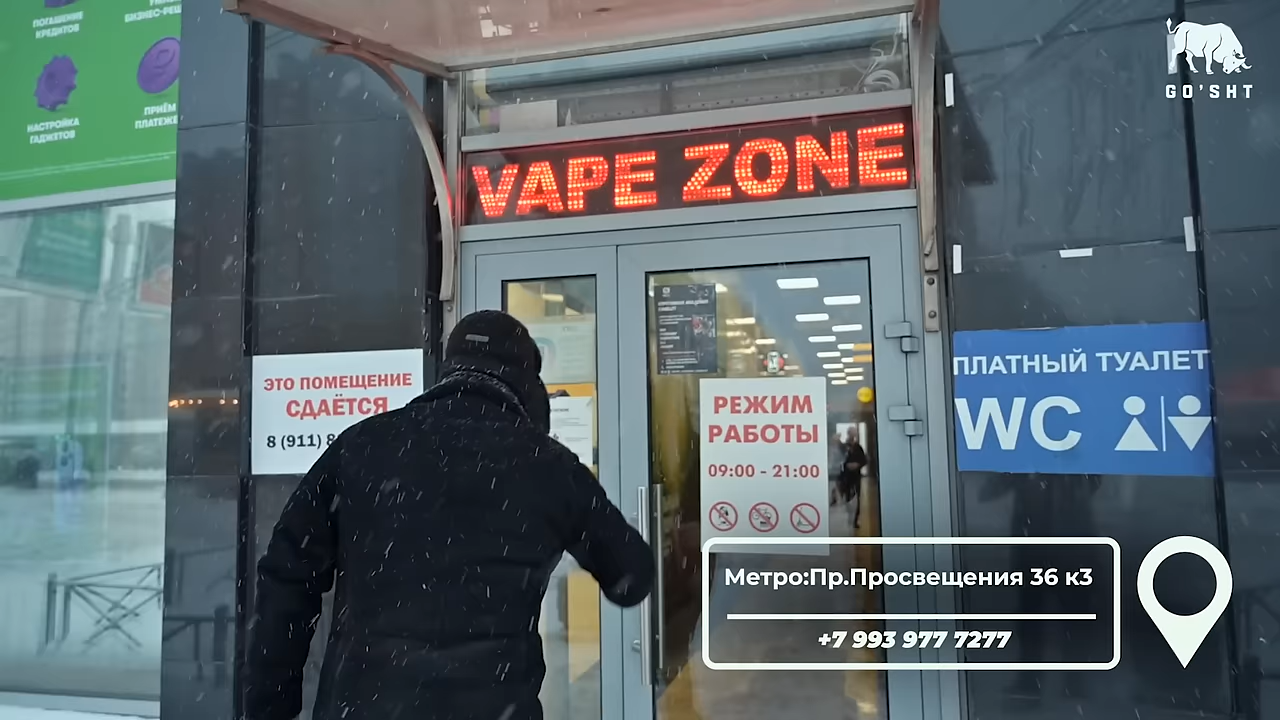 ПОГАШЕНИЕ
КРЕДИТОВ
НАСТРОЙКА
ГАДЖЕТОВ
ПРИЁМ
GO'SHT
VAPE ZONE
ЭТО ПОМЕЩЕНИЕ
СДАЁТСЯ
8 (911) 8
РЕЖИМ
РАБОТЫ
09:00 - 21:00
ПЛАТНЫЙ ТУАЛЕТ
WC
Метро:Пр.Просвещения 36 к3
+7 993 977 7277